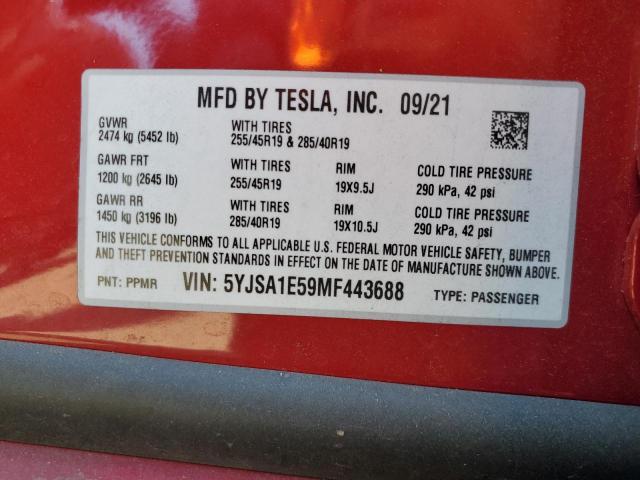 MFD BY TESLA, INC. 09/21
GVWR
2474 kg (5452 lb)
WITH TIRES
255/45R19 & 285/40R19
GAWR FRT
1200 kg (2645 lb)
WITH TIRES
255/45R19
RIM
19X9.5J
COLD TIRE PRESSURE
290 kPa, 42 psi
GAWR RR
1450 kg (3196 lb)
WITH TIRES
285/40R19
RIM
19X10.5J
COLD TIRE PRESSURE
290 kPa, 42 psi
THIS VEHICLE CONFORMS TO ALL APPLICABLE U.S. FEDERAL MOTOR VEHICLE SAFETY, BUMPER
AND THEFT PREVENTION STANDARDS IN EFFECT ON THE DATE OF MANUFACTURE SHOWN ABOVE.
PNT: PPMR VIN: 5YJSA1E59MF443688 TYPE: PASSENGER